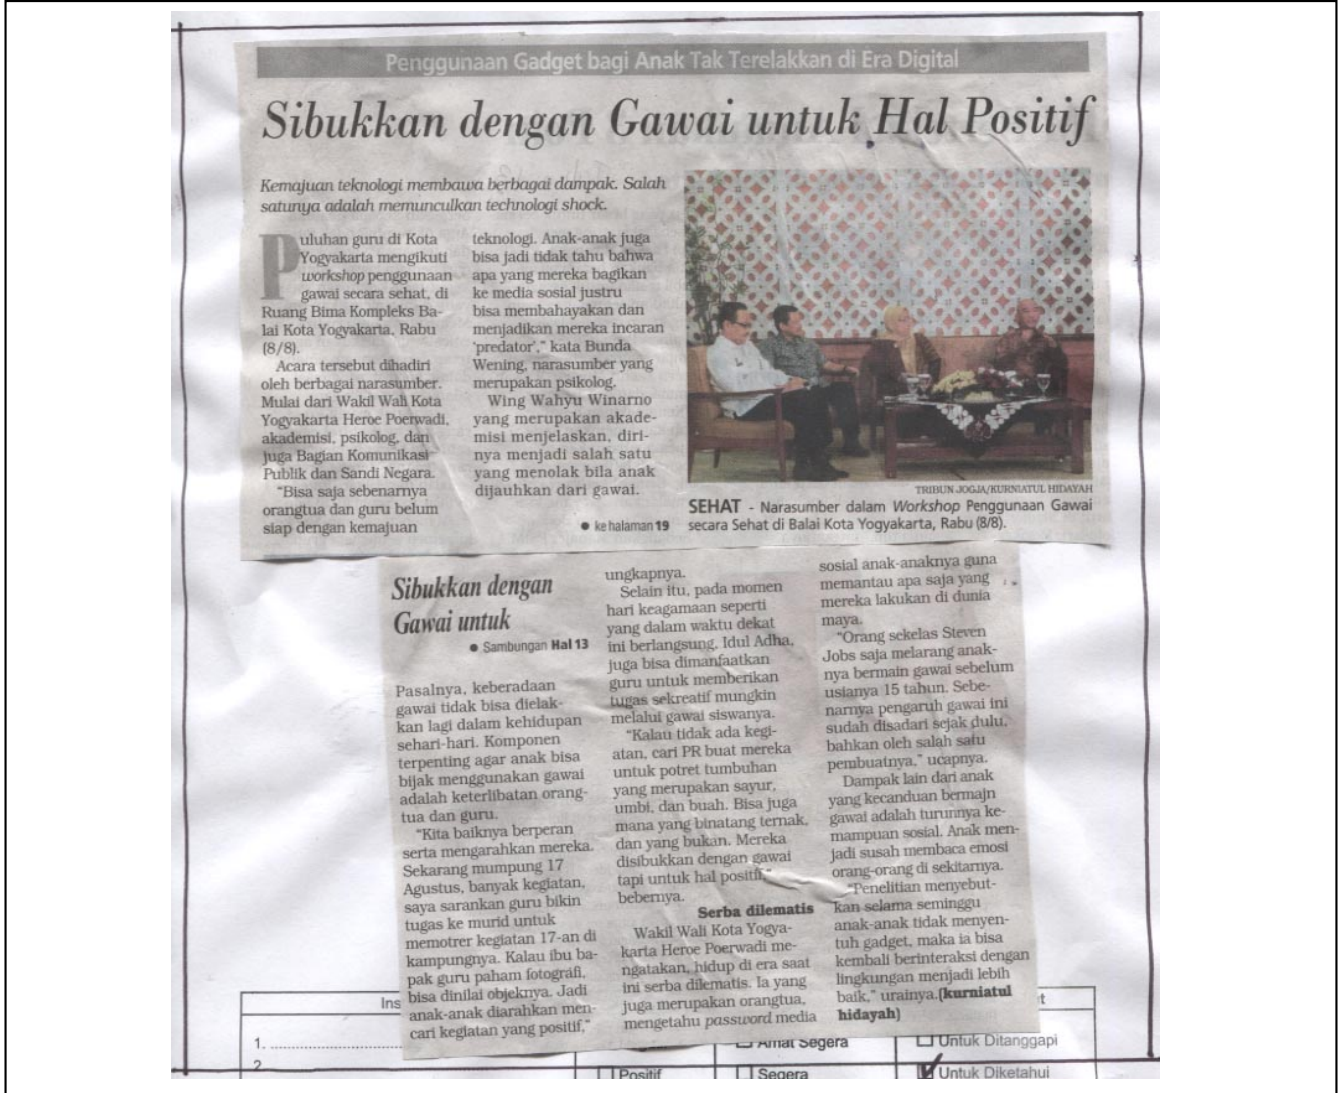 Penggunaan Gadget bagi Anak Tak Terelakkan di Era Digital
Sibukkan dengan Gawai untuk Hal Positif
Kemajuan teknologi membawa berbagai dampak. Salah
satunya adalah memunculkan technologi shock.
Puluhan guru di Kota
Yogyakarta mengikuti
workshop penggunaan
gawai secara sehat, di
Ruang Bima Kompleks Ba-
lai Kota Yogyakarta, Rabu
(8/8).
Acara tersebut dihadiri
oleh berbagai narasumber.
Mulai dari Wakil Wali Kota
Yogyakarta Heroe Poerwadi,
akademisi, psikolog, dan
juga Bagian Komunikasi
Publik dan Sandi Negara.
"Bisa saja sebenarnya
orangtua dan guru belum
siap dengan kemajuan
teknologi. Anak-anak juga
bisa jadi tidak tahu bahwa
apa yang mereka bagikan
ke media sosial justru
bisa membahayakan dan
menjadikan mereka incaran
'predator'," kata Bunda
Wening, narasumber yang
merupakan psikolog.
Wing Wahyu Winarno
yang merupakan akade-
misi menjelaskan, diri-
nya menjadi salah satu
yang menolak bila anak
dijauhkan dari gawai.
● ke halaman 19
TRIBUN JOGJA/KURNIATUL HIDAYAH
SEHAT - Narasumber dalam Workshop Penggunaan Gawai
secara Sehat di Balai Kota Yogyakarta, Rabu (8/8).
Sibukkan dengan
Gawai untuk
● Sambungan Hal 13
Pasalnya, keberadaan
gawai tidak bisa dielak-
kan lagi dalam kehidupan
sehari-hari. Komponen
terpenting agar anak bisa
bijak menggunakan gawai
adalah keterlibatan orang-
tua dan guru.
"Kita baiknya berperan
serta mengarahkan mereka.
Sekarang mumpung 17
Agustus, banyak kegiatan,
saya sarankan guru bikin
tugas ke murid untuk
memotrer kegiatan 17-an di
kampungnya. Kalau ibu ba-
pak guru paham fotografi,
bisa dinilai objeknya. Jadi
anak-anak diarahkan men-
cari kegiatan yang positif,"
ungkapnya.
Selain itu, pada momen
hari keagamaan seperti
yang dalam waktu dekat
ini berlangsung, Idul Adha,
juga bisa dimanfaatkan
guru untuk memberikan
tugas sekreatif mungkin
melalui gawai siswanya.
"Kalau tidak ada kegi-
atan, cari PR buat mereka
untuk potret tumbuhan
yang merupakan sayur,
umbi, dan buah. Bisa juga
mana yang binatang ternak,
dan yang bukan. Mereka
disibukkan dengan gawai
tapi untuk hal positif,"
bebernya.
Serba dilematis
Wakil Wali Kota Yogya-
karta Heroe Poerwadi me-
ngatakan, hidup di era saat
ini serba dilematis. Ia yang
juga merupakan orangtua,
mengetahu password media
sosial anak-anaknya guna
memantau apa saja yang
mereka lakukan di dunia
maya.
"Orang sekelas Steven
Jobs saja melarang anak-
nya bermain gawai sebelum
usianya 15 tahun. Sebe-
narnya pengaruh gawai ini
sudah disadari sejak dulu,
bahkan oleh salah satu
pembuatnya," ucapnya.
Dampak lain dari anak
yang kecanduan bermajn
gawai adalah turunnya ke-
mampuan sosial. Anak men-
jadi susah membaca emosi
orang-orang di sekitarnya.
"Penelitian menyebut-
kan selama seminggu
anak-anak tidak menyen-
tuh gadget, maka ia bisa
kembali berinteraksi dengan
lingkungan menjadi lebih
baik," urainya.(kurniatul
hidayah)
Ins
1.
2
Positif
Amat Segera
Segera
Untuk Ditanggapi
Untuk Diketahui